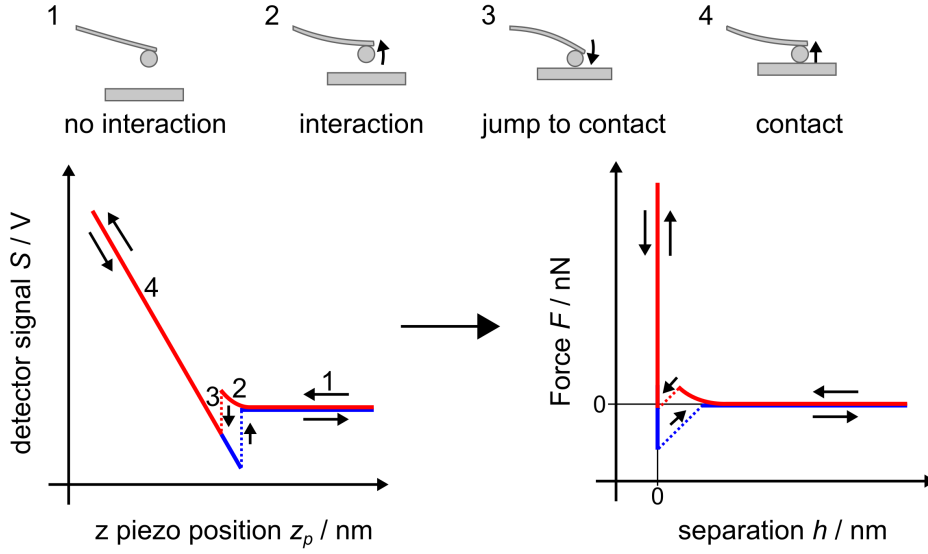 1
2
3
4
no interaction
interaction
jump to contact
contact
detector signal S / V
4
3
2
1
z piezo position zp / nm
Force F / nN
0
0
separation h / nm